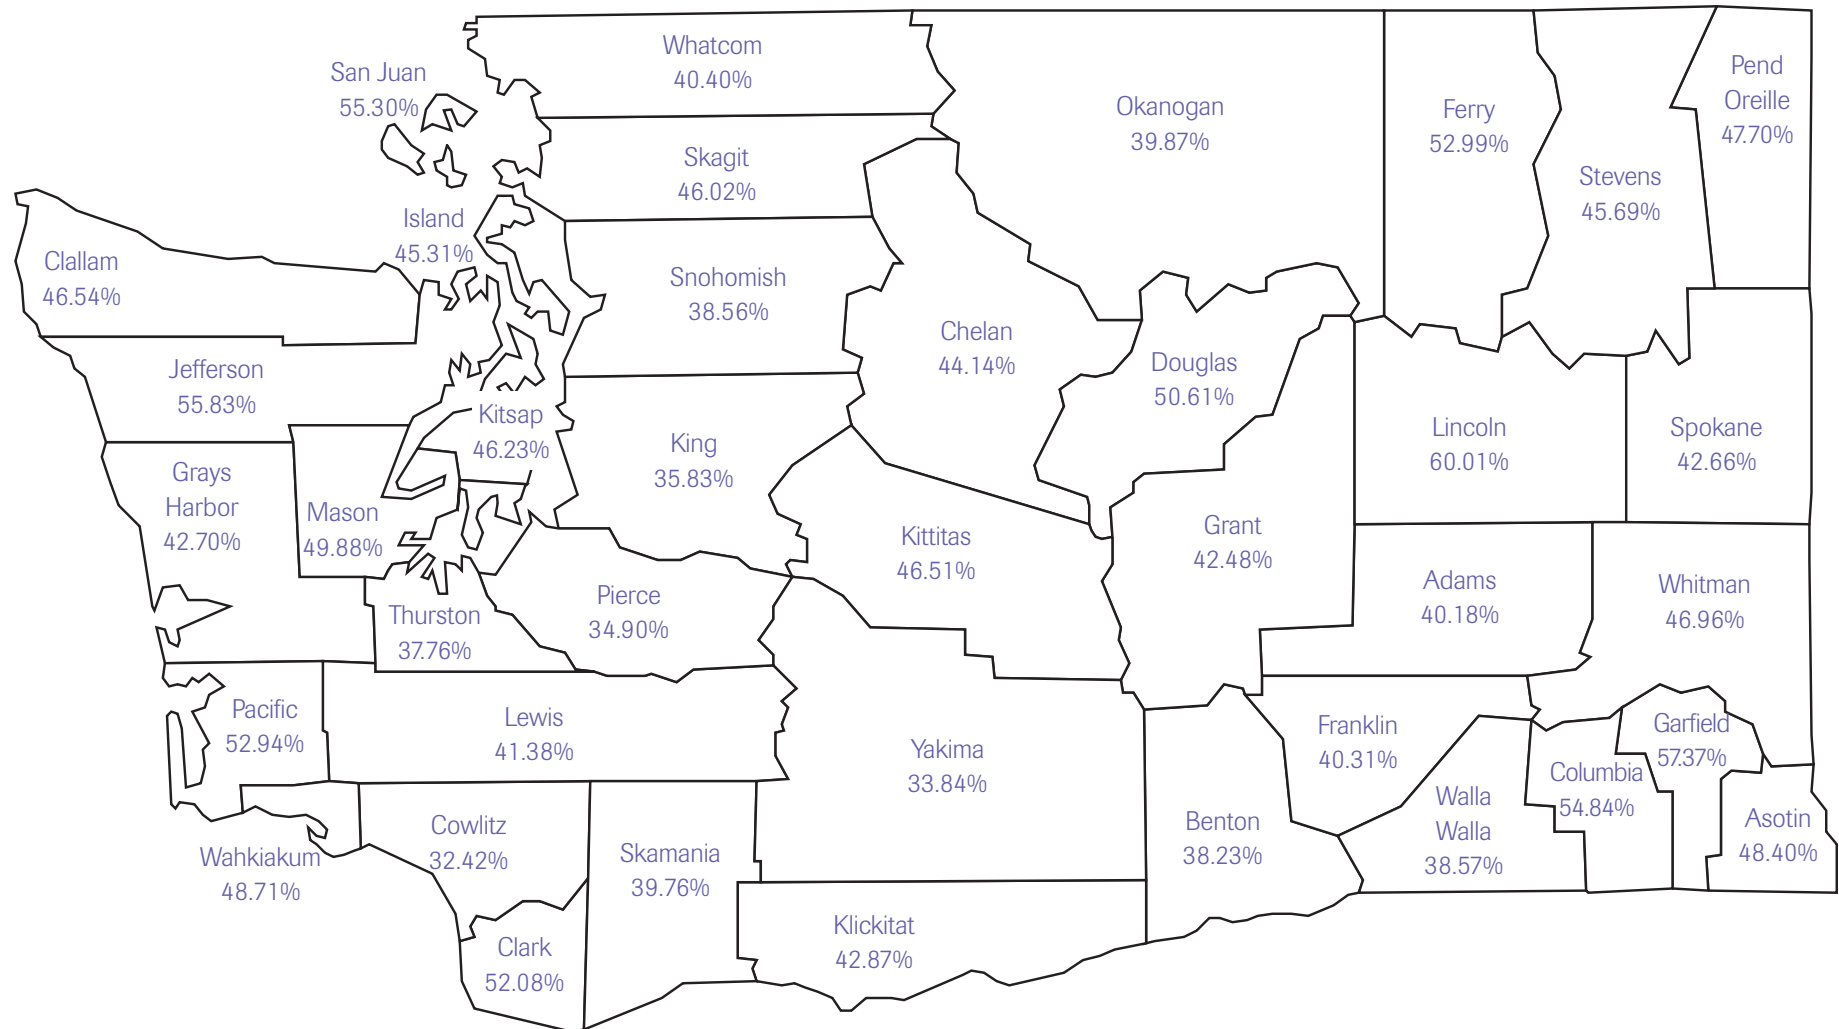 Whatcom
40.40%
San Juan
55.30%
Okanogan
39.87%
Ferry
52.99%
Pend
Oreille
47.70%
Skagit
46.02%
Stevens
45.69%
Island
45.31%
Clallam
46.54%
Snohomish
38.56%
Chelan
44.14%
Douglas
50.61%
Jefferson
55.83%
Kitsap
46.23%
King
35.83%
Lincoln
60.01%
Spokane
42.66%
Grays
Harbor
42.70%
Mason
49.88%
Kittitas
46.51%
Grant
42.48%
Adams
40.18%
Whitman
46.96%
Thurston
37.76%
Pierce
34.90%
Pacific
52.94%
Lewis
41.38%
Yakima
33.84%
Franklin
40.31%
Garfield
57.37%
Columbia
54.84%
Walla
Walla
38.57%
Asotin
48.40%
Benton
38.23%
Cowlitz
32.42%
Wahkiakum
48.71%
Skamania
39.76%
Klickitat
42.87%
Clark
52.08%